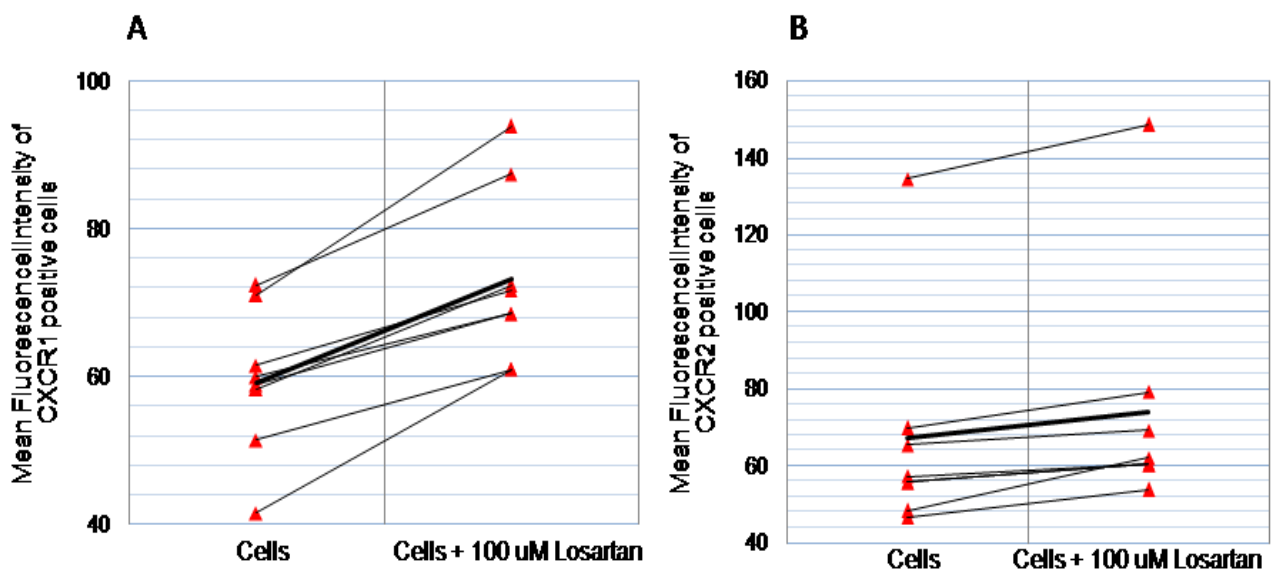 A
B
Mean Fluorescence Intensity of
CXCR1 positive cells
100
80
60
40
Cells
Cells + 100 uM Losartan
Mean Fluorescence Intensity of
CXCR2 positive cells
160
140
120
100
80
60
40
Cells
Cells + 100 uM Losartan